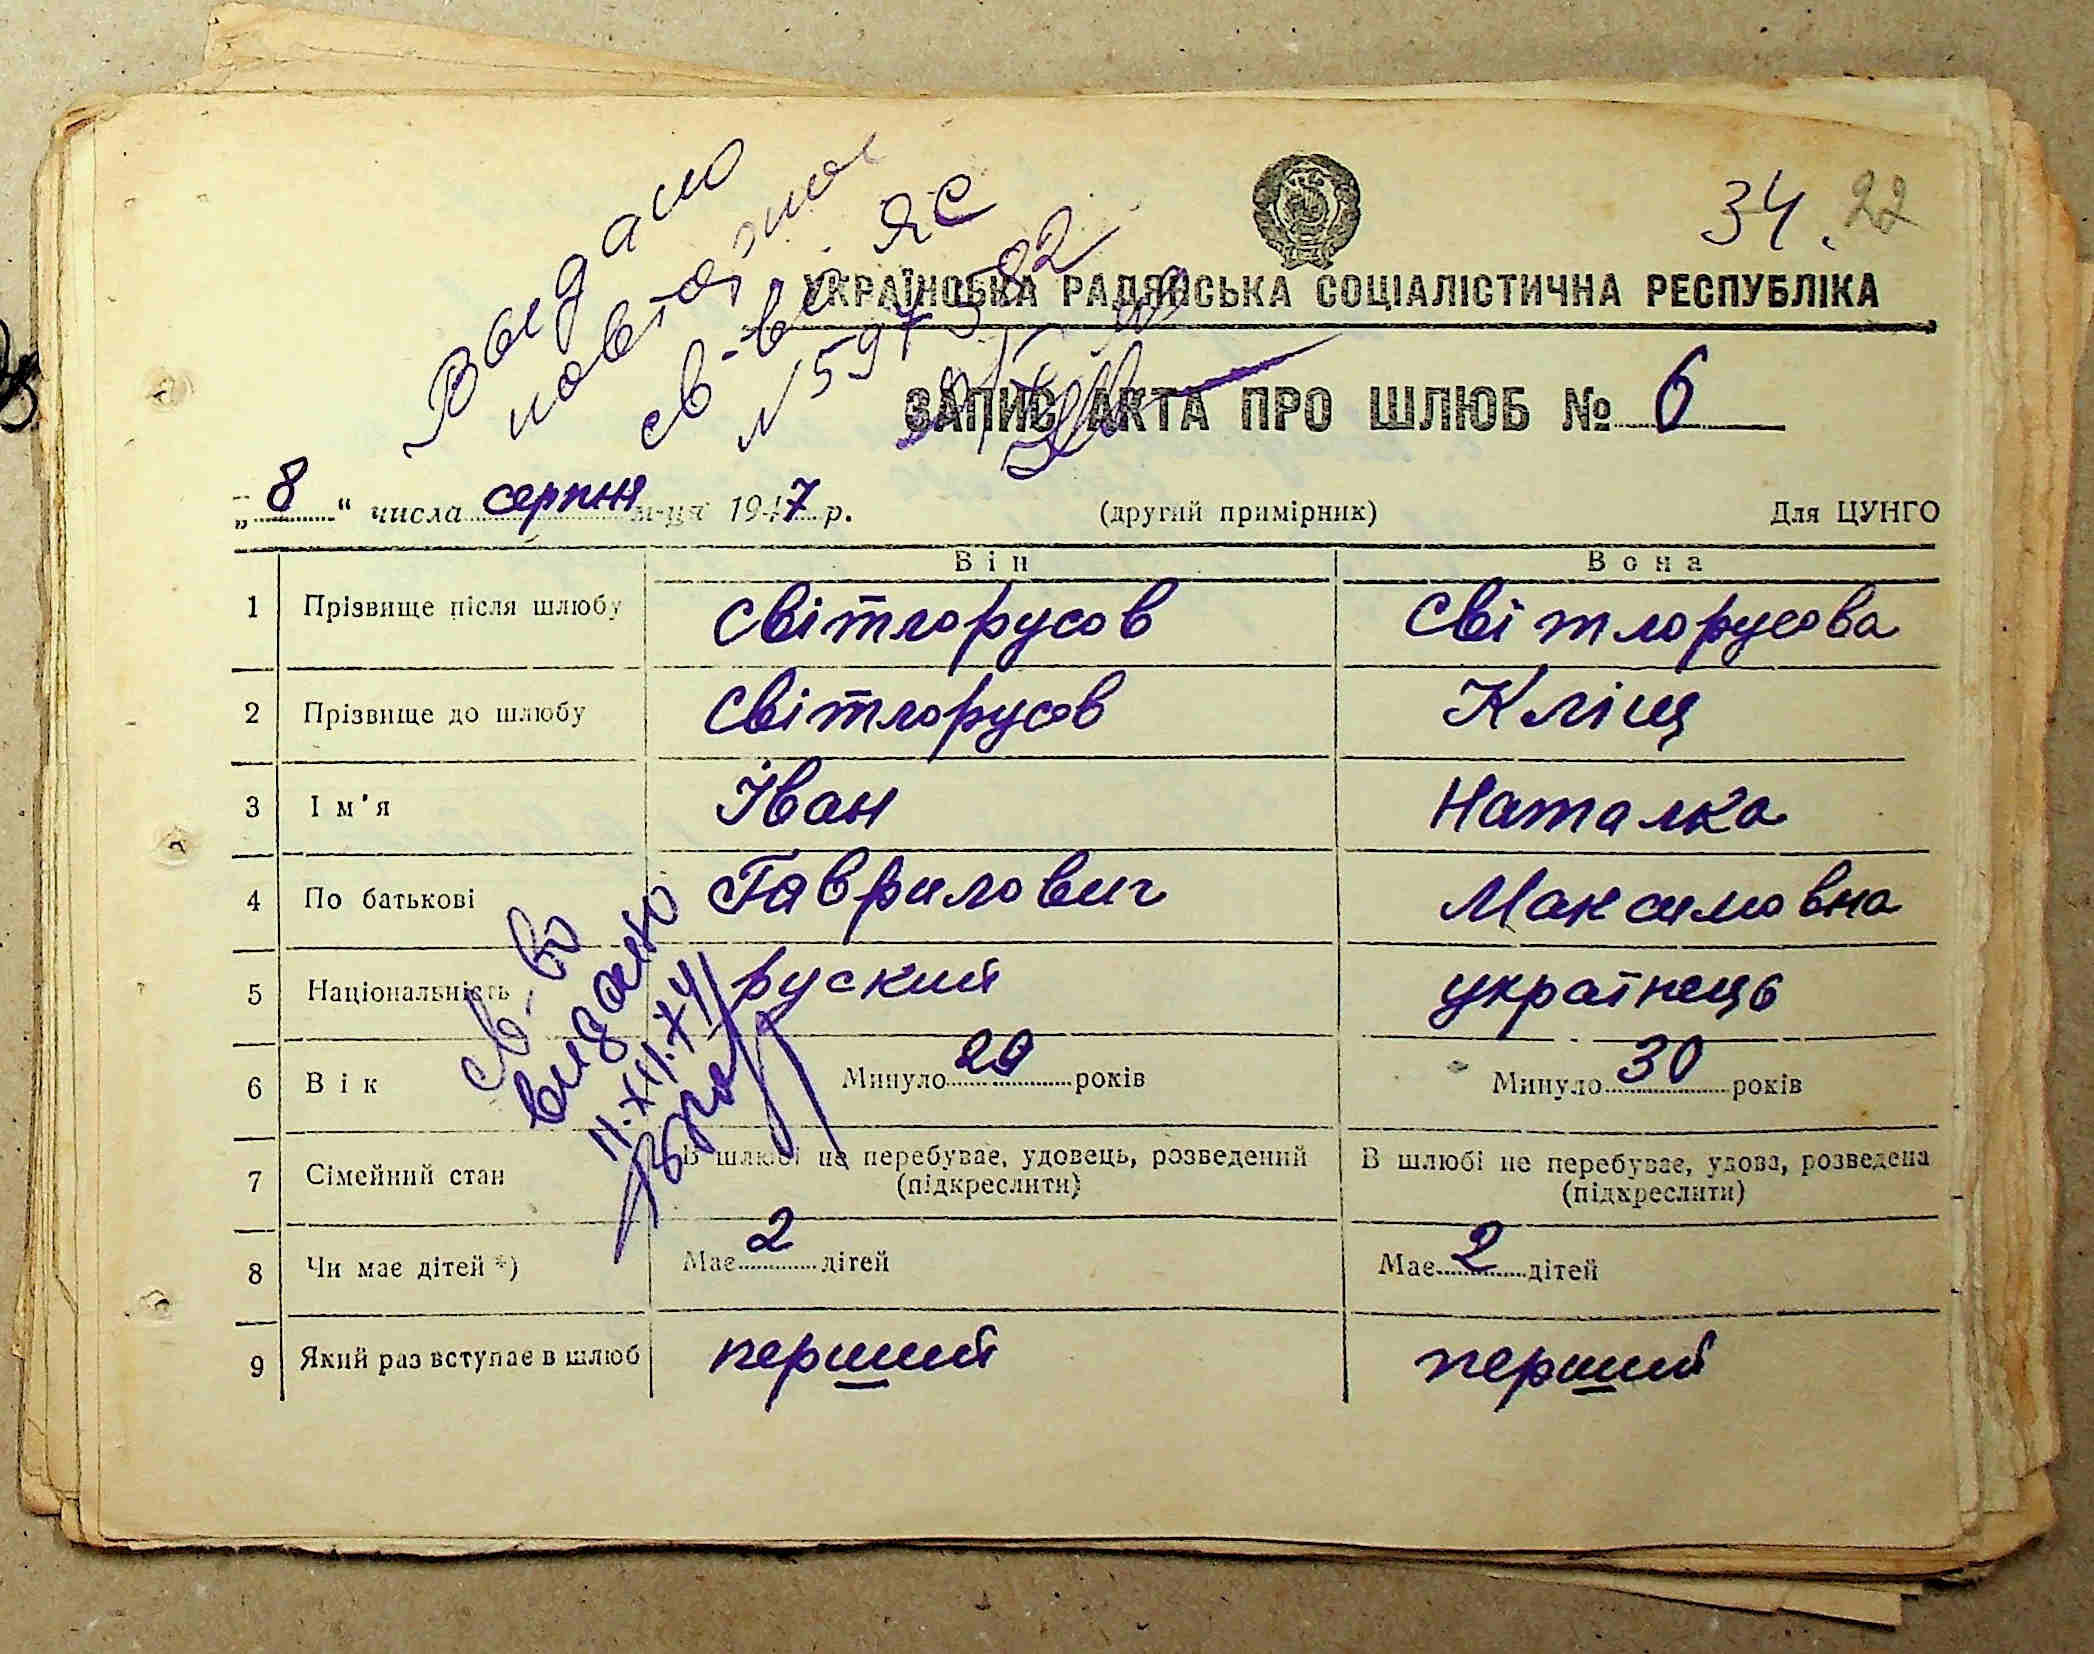 34. 22
Выдано
повторное
св-во ЯС
N 597582
УКРАЇНСЬКА РАДЯНСЬКА СОЦІАЛІСТИЧНА РЕСПУБЛІКА
ЗАПИС АКТА ПРО ШЛЮБ № 6
„8“ числа серпня м-ця 1947 р. (другий примірник) Для ЦУНГО
Він Вона
1 Прізвище після шлюбу Світлорусов Світлорусова
2 Прізвище до шлюбу Світлорусов Кліщ
3 Ім'я Іван Наталка
4 По батькові Гаврилович Максимовна
5 Національність руский українець
6 Вік Минуло 29 років Минуло 30 років
св-во
видано
7 Сімейний стан В шлюбі не перебуває, удовець, розведений В шлюбі не перебуває, удова, розведена
(підкреслити) (підкреслити)
8 Чи має дітей *) Має 2 дітей Має 2 дітей
9 Який раз вступає в шлюб перший перший